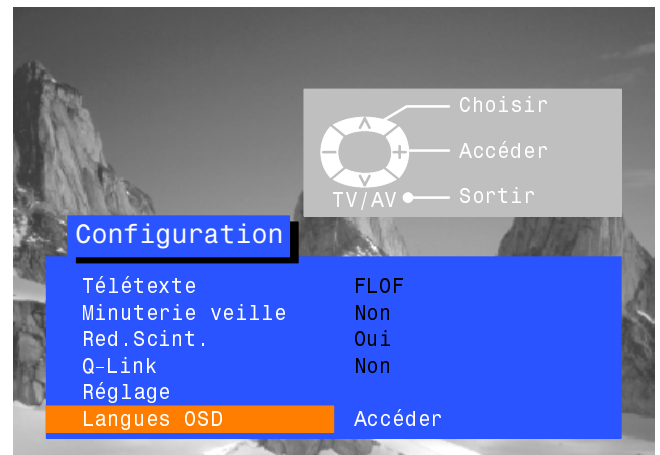 Choisir
Accéder
TV/AV Sortir
Configuration
Télétexte FLOF
Minuterie veille Non
Red.Scint. Oui
Q-Link Non
Réglage
Langues OSD Accéder